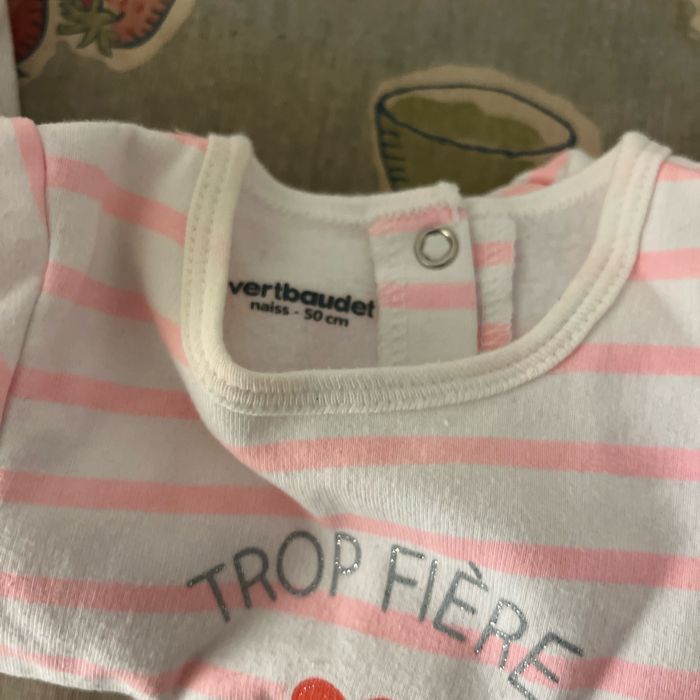 vertbaudet
naiss - 50 cm
TROP FIÈRE